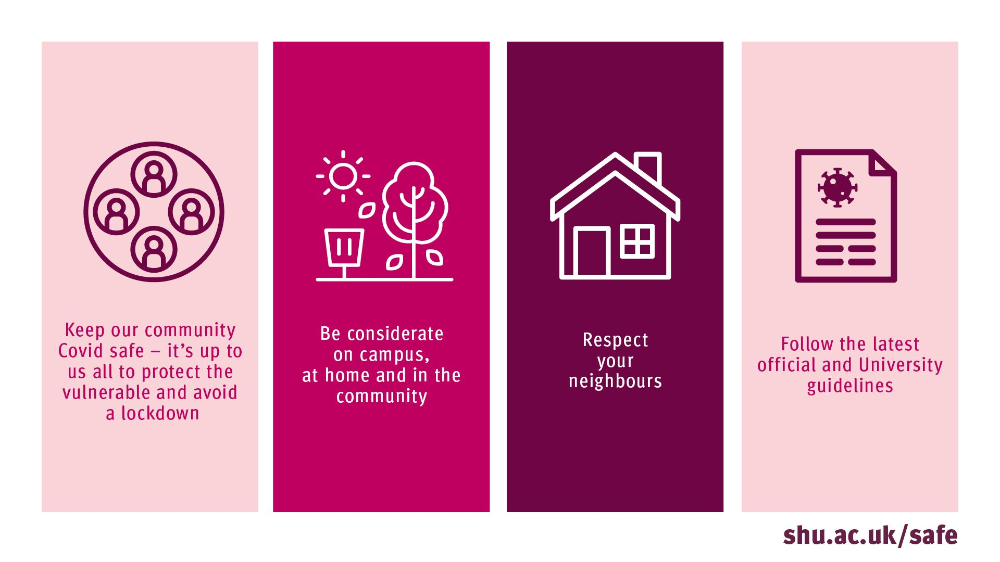 Keep our community
Covid safe – it’s up to
us all to protect the
vulnerable and avoid
a lockdown
Be considerate
on campus,
at home and in the
community
Respect
your
neighbours
Follow the latest
official and University
guidelines
shu.ac.uk/safe